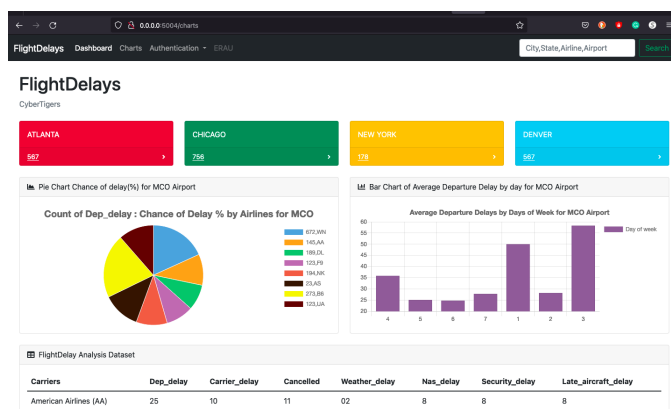 0.0.0.0:5004/charts
FlightDelays Dashboard Charts Authentication ERAU City,State,Airline,Airport Search
FlightDelays
CyberTigers
ATLANTA CHICAGO NEW YORK DENVER
567 756 178 567
Pie Chart Chance of delay(%) for MCO Airport
Count of Dep_delay : Chance of Delay % by Airlines for MCO
672,WN
145,AA
189,DL
123,F9
194,NK
23,AS
273,B6
123,UA
Bar Chart of Average Departure Delay by day for MCO Airport
Average Departure Delays by Days of Week for MCO Airport
Day of week
60
55
50
45
40
35
30
25
20
4 5 6 7 1 2 3
FlightDelay Analysis Dataset
Carriers Dep_delay Carrier_delay Cancelled Weather_delay Nas_delay Security_delay Late_aircraft_delay
American Airlines (AA) 25 10 11 02 8 8 8